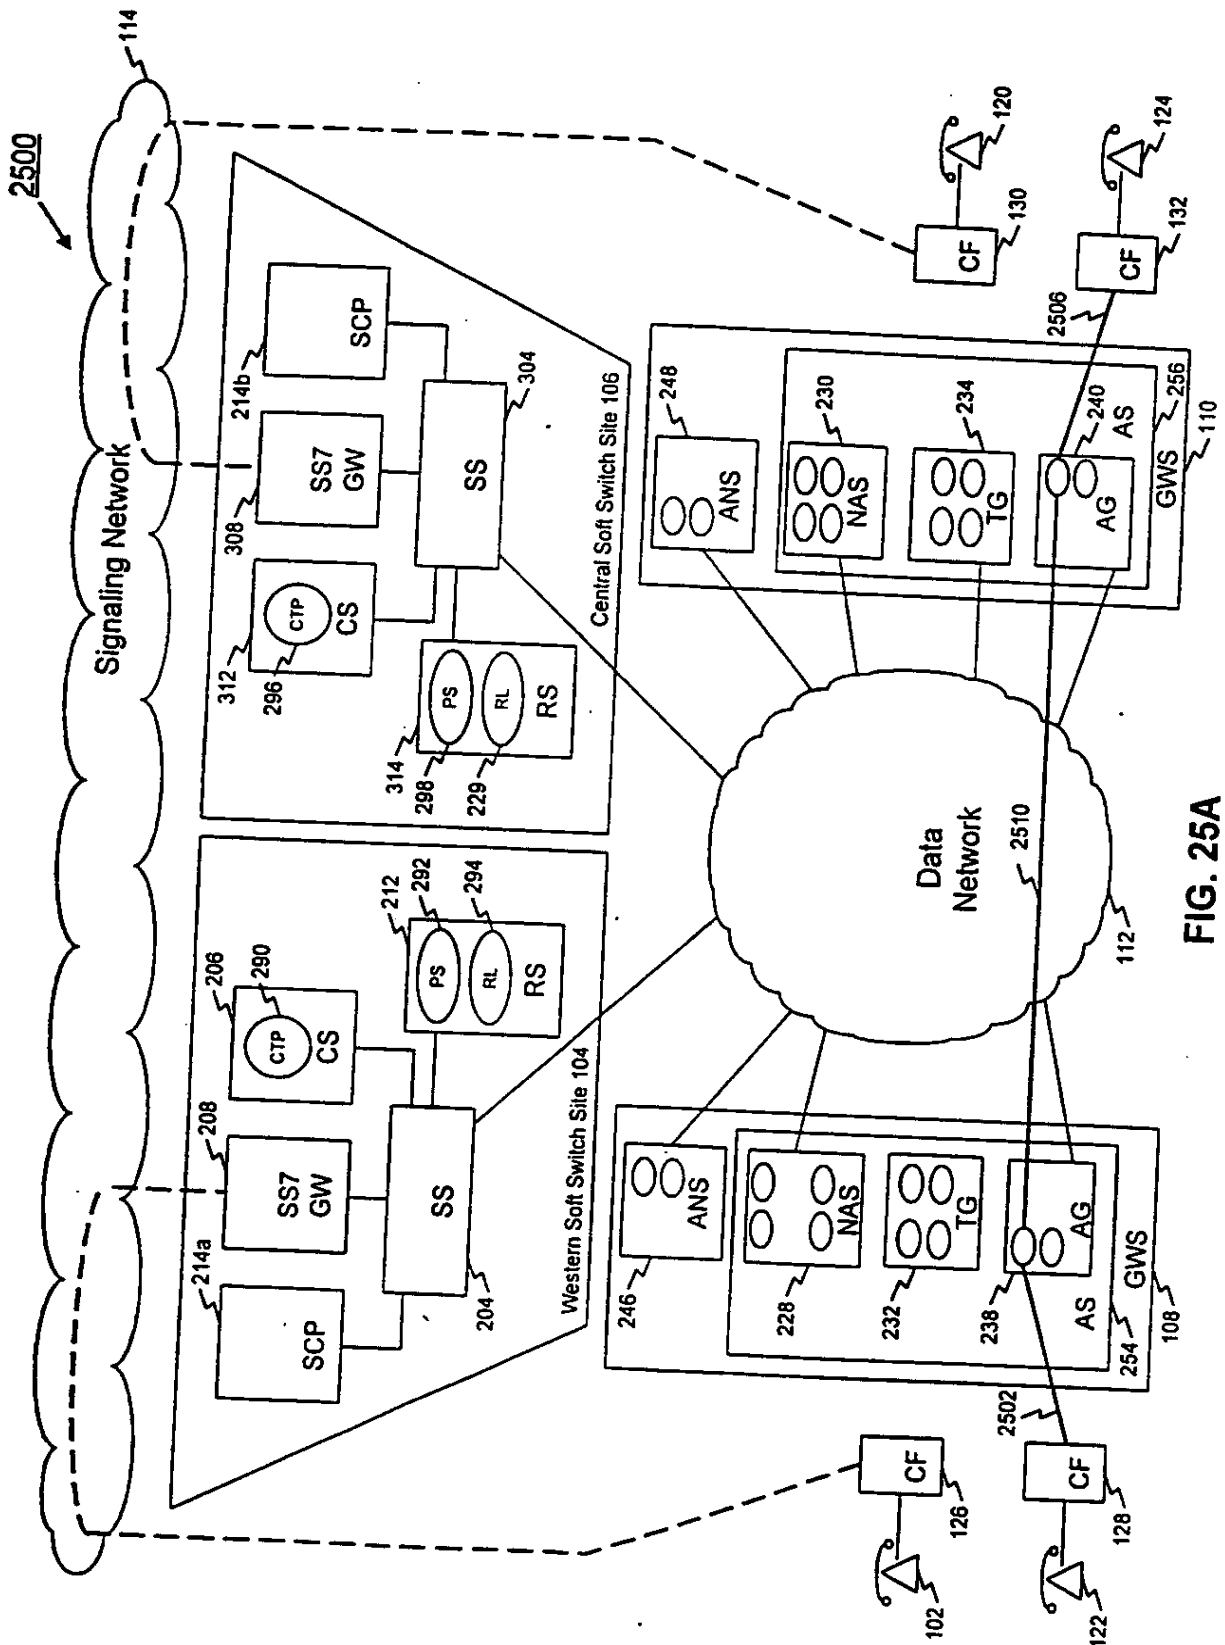 2500
114
Signaling Network
214a
SCP
208
SS7
GW
206
290
CTP
CS
212
292
PS
294
RL
RS
SS
204
Western Soft Switch Site 104
312
296
CTP
CS
308
SS7
GW
214b
SCP
314
298
PS
229
RL
RS
SS
304
Central Soft Switch Site 106
246
ANS
228
NAS
232
TG
238
AG
AS
254
GWS
108
Data
Network
2510
112
248
ANS
230
NAS
234
TG
240
AG
AS
256
GWS
110
102
CF
126
122
CF
128
2502
2506
CF
130
120
CF
132
124
FIG. 25A